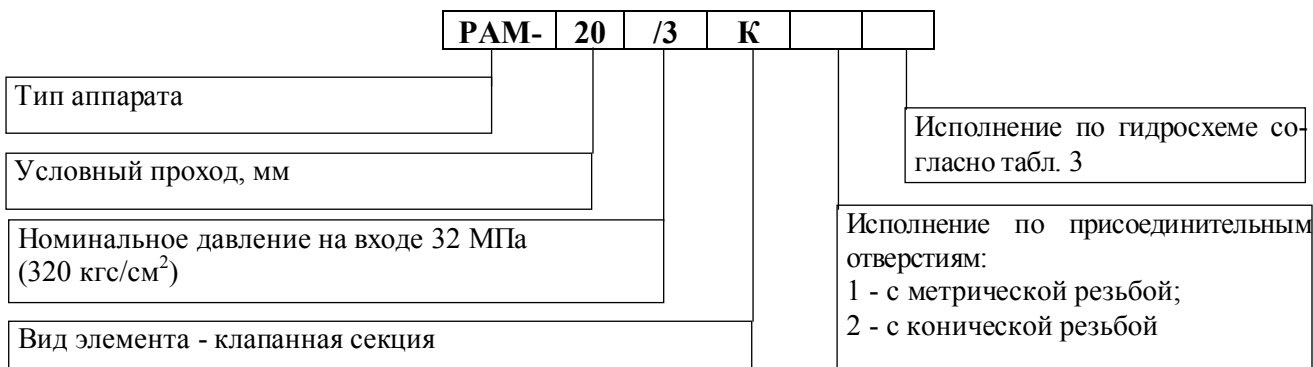 РАМ- 20 /3 К
Тип аппарата
Исполнение по гидросхеме со-
гласно табл. 3
Условный проход, мм
Номинальное давление на входе 32 МПа
(320 кгс/см²)
Исполнение по присоединительным
отверстиям:
1 - с метрической резьбой;
2 - с конической резьбой
Вид элемента - клапанная секция